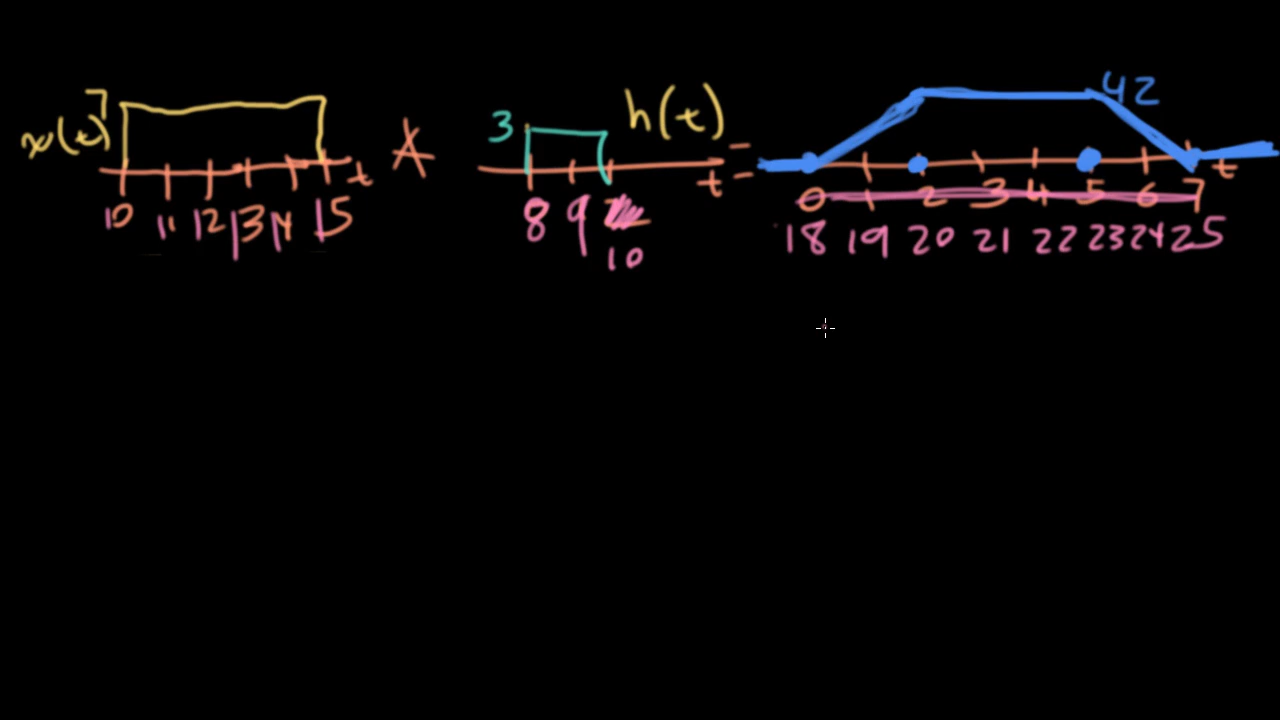 7 3 h(t) 42
x(t) t * t = t
0 1 2 3 4 5 6 7
10 11 12 13 14 15 8 9 18 19 20 21 22 23 24 25
10